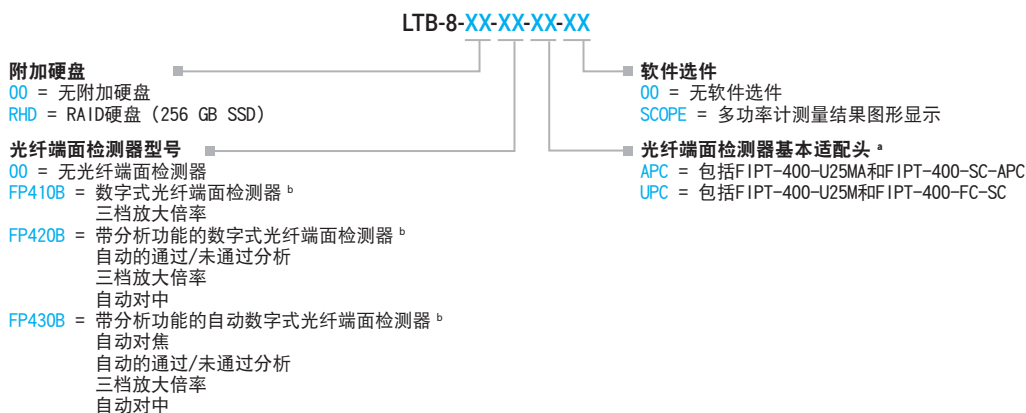 LTB-8-XX-XX-XX-XX
附加硬盘
00 = 无附加硬盘
RHD = RAID硬盘 (256 GB SSD)
光纤端面检测器型号
00 = 无光纤端面检测器
FP410B = 数字式光纤端面检测器 b
三档放大倍率
FP420B = 带分析功能的数字式光纤端面检测器 b
自动的通过/未通过分析
三档放大倍率
自动对中
FP430B = 带分析功能的自动数字式光纤端面检测器 b
自动对焦
自动的通过/未通过分析
三档放大倍率
自动对中
软件选件
00 = 无软件选件
SCOPE = 多功率计测量结果图形显示
光纤端面检测器基本适配头 a
APC = 包括FIPT-400-U25MA和FIPT-400-SC-APC
UPC = 包括FIPT-400-U25M和FIPT-400-FC-SC